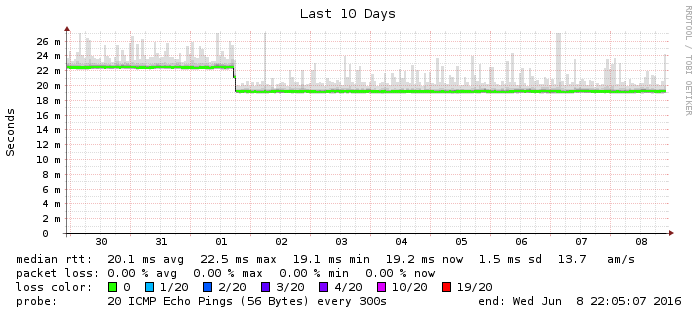 Last 10 Days
RRDTOOL / TOBI OETIKER
Seconds
26 m
24 m
22 m
20 m
18 m
16 m
14 m
12 m
10 m
8 m
6 m
4 m
2 m
0
30 31 01 02 03 04 05 06 07 08
median rtt: 20.1 ms avg 22.5 ms max 19.1 ms min 19.2 ms now 1.5 ms sd 13.7 am/s
packet loss: 0.00 % avg 0.00 % max 0.00 % min 0.00 % now
loss color: 0 1/20 2/20 3/20 4/20 10/20 19/20
probe: 20 ICMP Echo Pings (56 Bytes) every 300s end: Wed Jun 8 22:05:07 2016